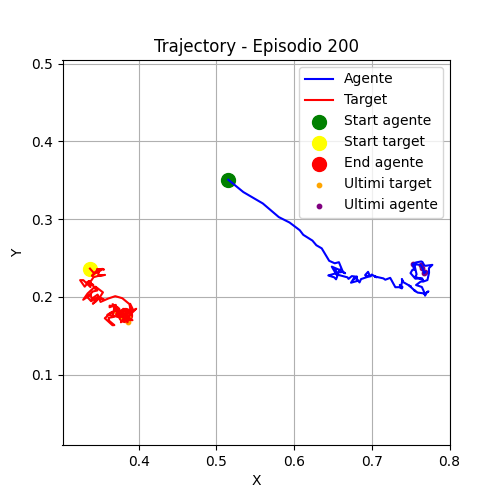 Trajectory - Episodio 200
Agente
Target
Start agente
Start target
End agente
Ultimi target
Ultimi agente
0.5
0.4
0.3
0.2
0.1
Y
0.4
0.5
0.6
0.7
0.8
X